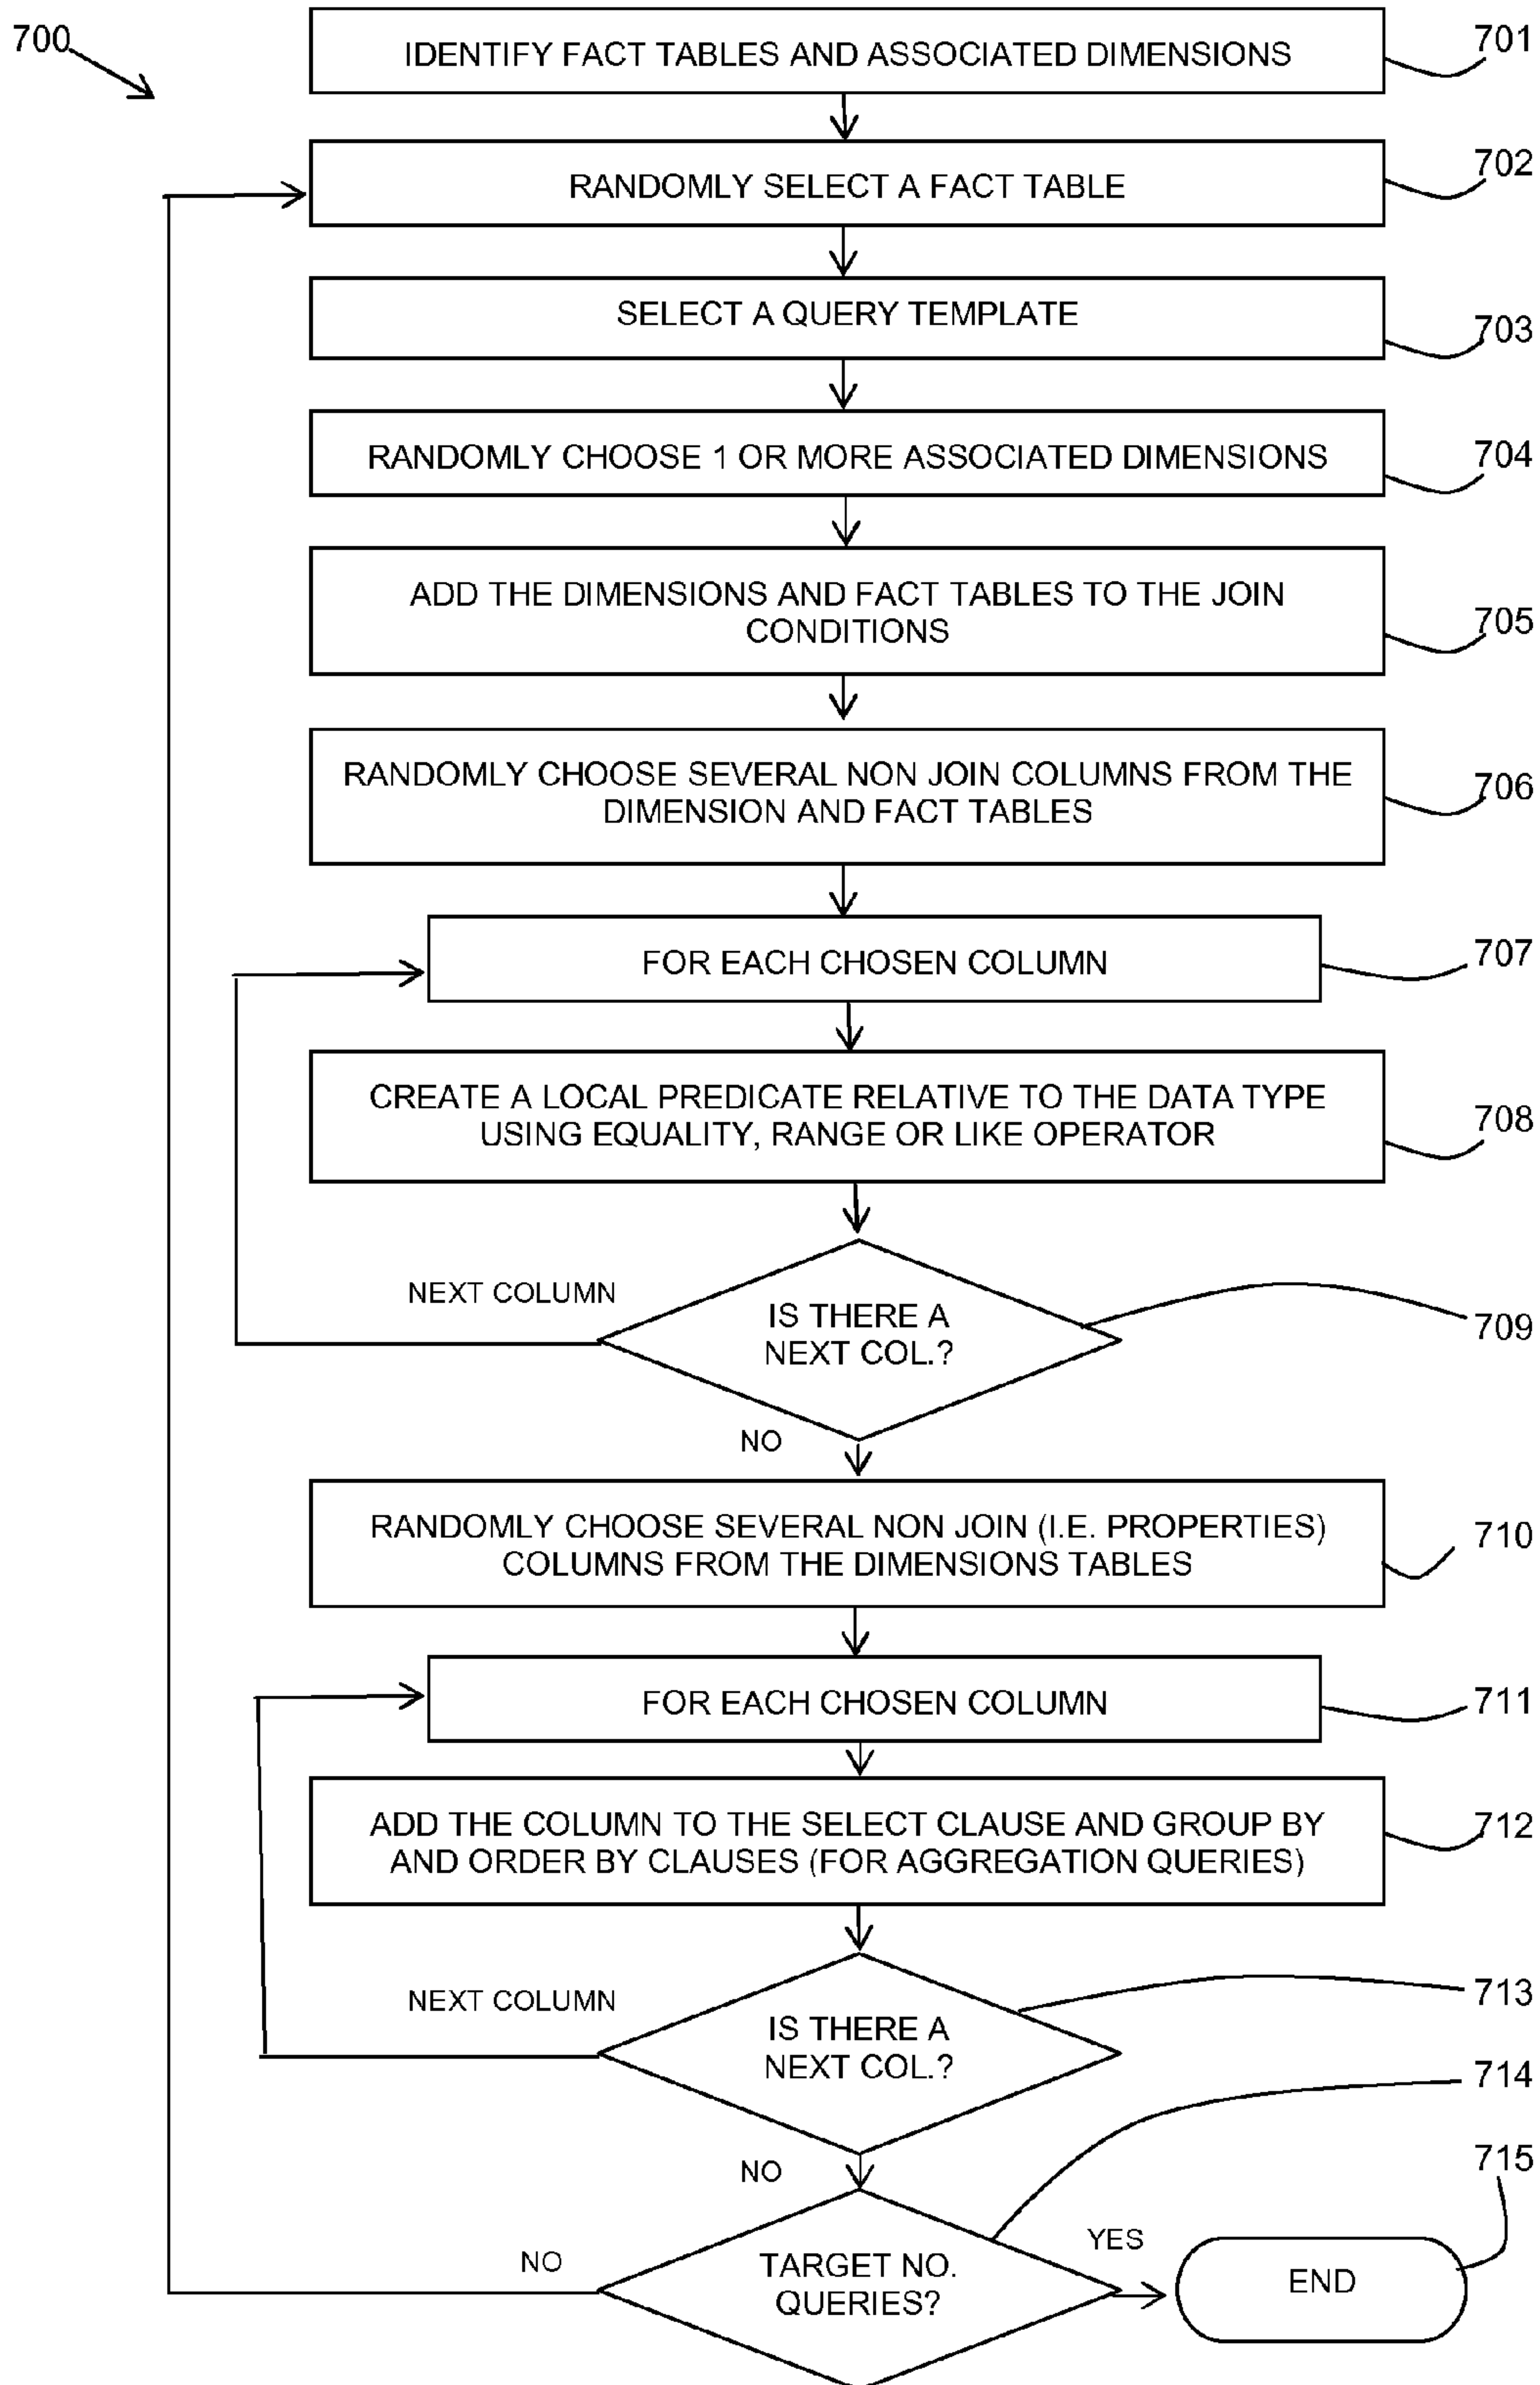 700
IDENTIFY FACT TABLES AND ASSOCIATED DIMENSIONS
701
RANDOMLY SELECT A FACT TABLE
702
SELECT A QUERY TEMPLATE
703
RANDOMLY CHOOSE 1 OR MORE ASSOCIATED DIMENSIONS
704
ADD THE DIMENSIONS AND FACT TABLES TO THE JOIN
CONDITIONS
705
RANDOMLY CHOOSE SEVERAL NON JOIN COLUMNS FROM THE
DIMENSION AND FACT TABLES
706
FOR EACH CHOSEN COLUMN
707
CREATE A LOCAL PREDICATE RELATIVE TO THE DATA TYPE
USING EQUALITY, RANGE OR LIKE OPERATOR
708
NEXT COLUMN
IS THERE A
NEXT COL.?
709
NO
RANDOMLY CHOOSE SEVERAL NON JOIN (I.E. PROPERTIES)
COLUMNS FROM THE DIMENSIONS TABLES
710
FOR EACH CHOSEN COLUMN
711
ADD THE COLUMN TO THE SELECT CLAUSE AND GROUP BY
AND ORDER BY CLAUSES (FOR AGGREGATION QUERIES)
712
NEXT COLUMN
IS THERE A
NEXT COL.?
713
714
NO
715
NO
TARGET NO.
QUERIES?
YES
END